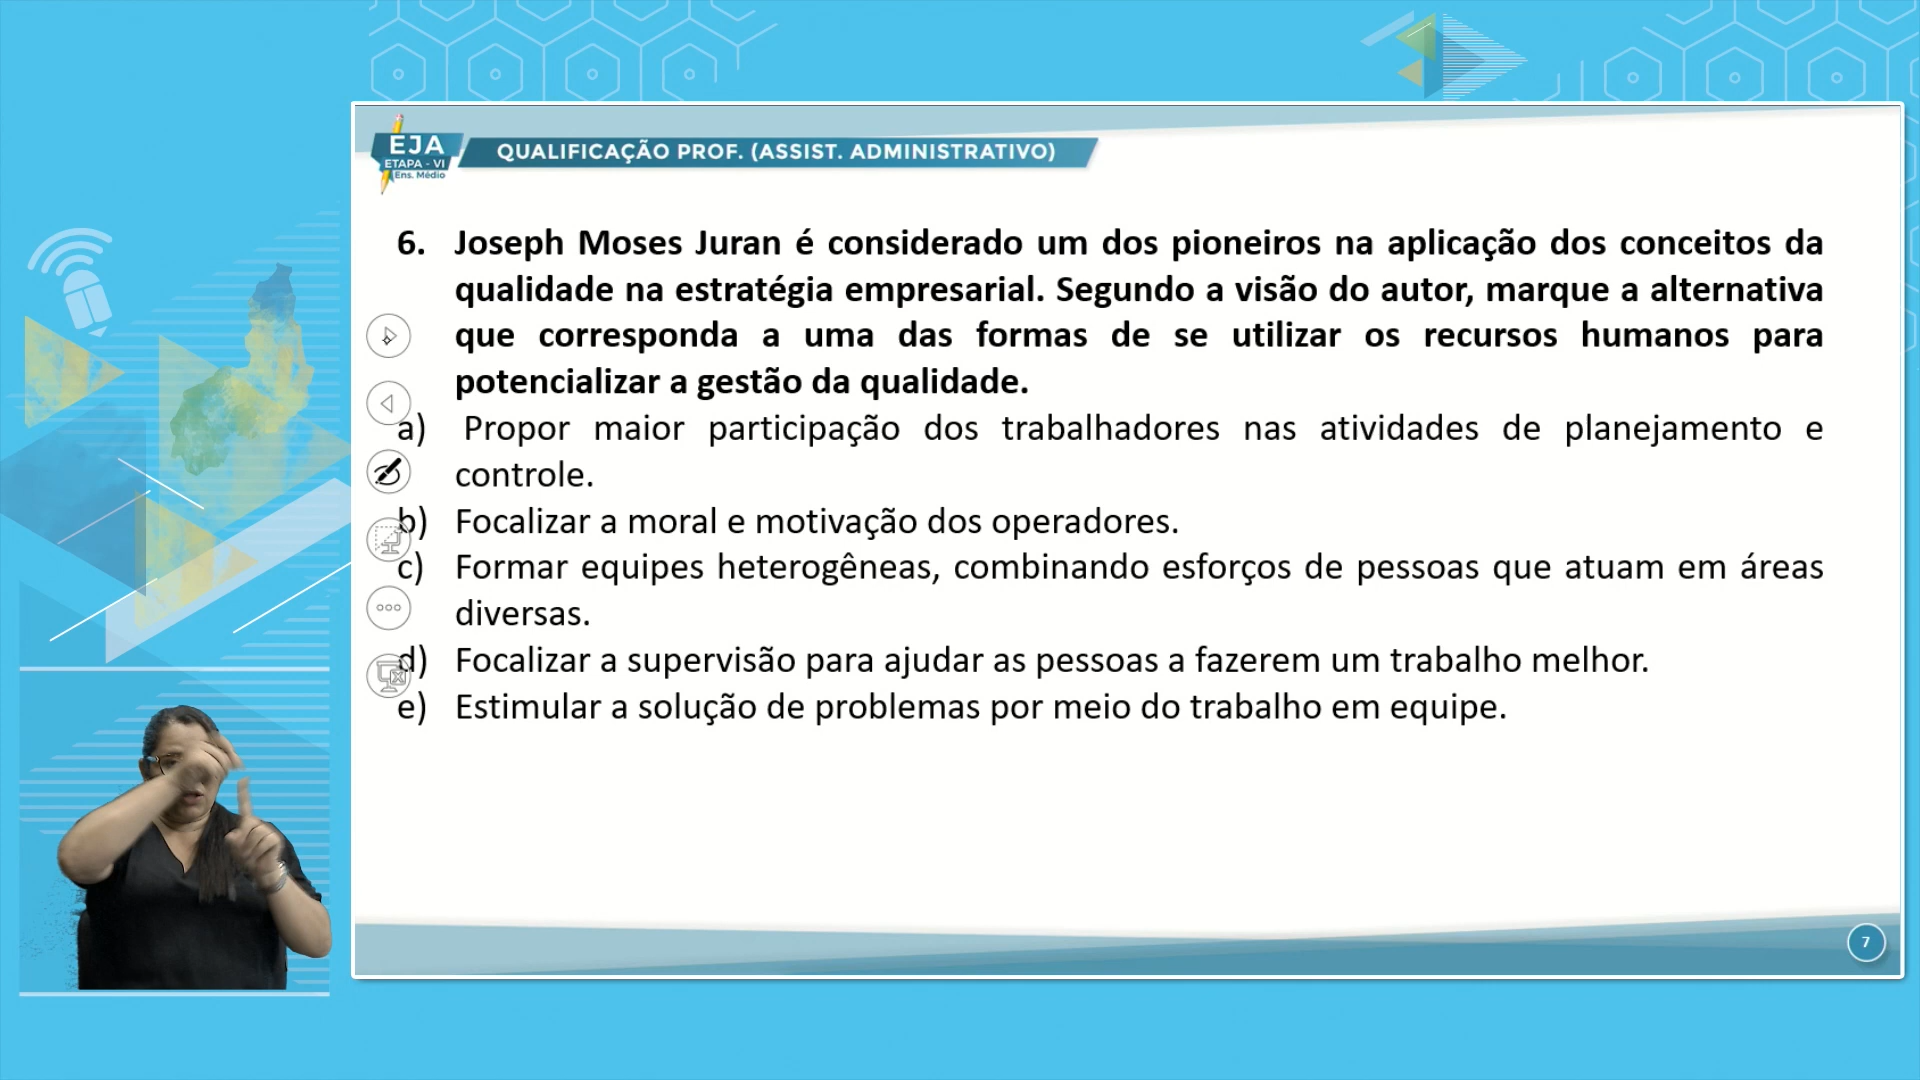 EJA
ETAPA - VI
Ens. Médio
QUALIFICAÇÃO PROF. (ASSIST. ADMINISTRATIVO)
6. Joseph Moses Juran é considerado um dos pioneiros na aplicação dos conceitos da
qualidade na estratégia empresarial. Segundo a visão do autor, marque a alternativa
que corresponda a uma das formas de se utilizar os recursos humanos para
potencializar a gestão da qualidade.
a) Propor maior participação dos trabalhadores nas atividades de planejamento e
controle.
b) Focalizar a moral e motivação dos operadores.
c) Formar equipes heterogêneas, combinando esforços de pessoas que atuam em áreas
diversas.
d) Focalizar a supervisão para ajudar as pessoas a fazerem um trabalho melhor.
e) Estimular a solução de problemas por meio do trabalho em equipe.
7